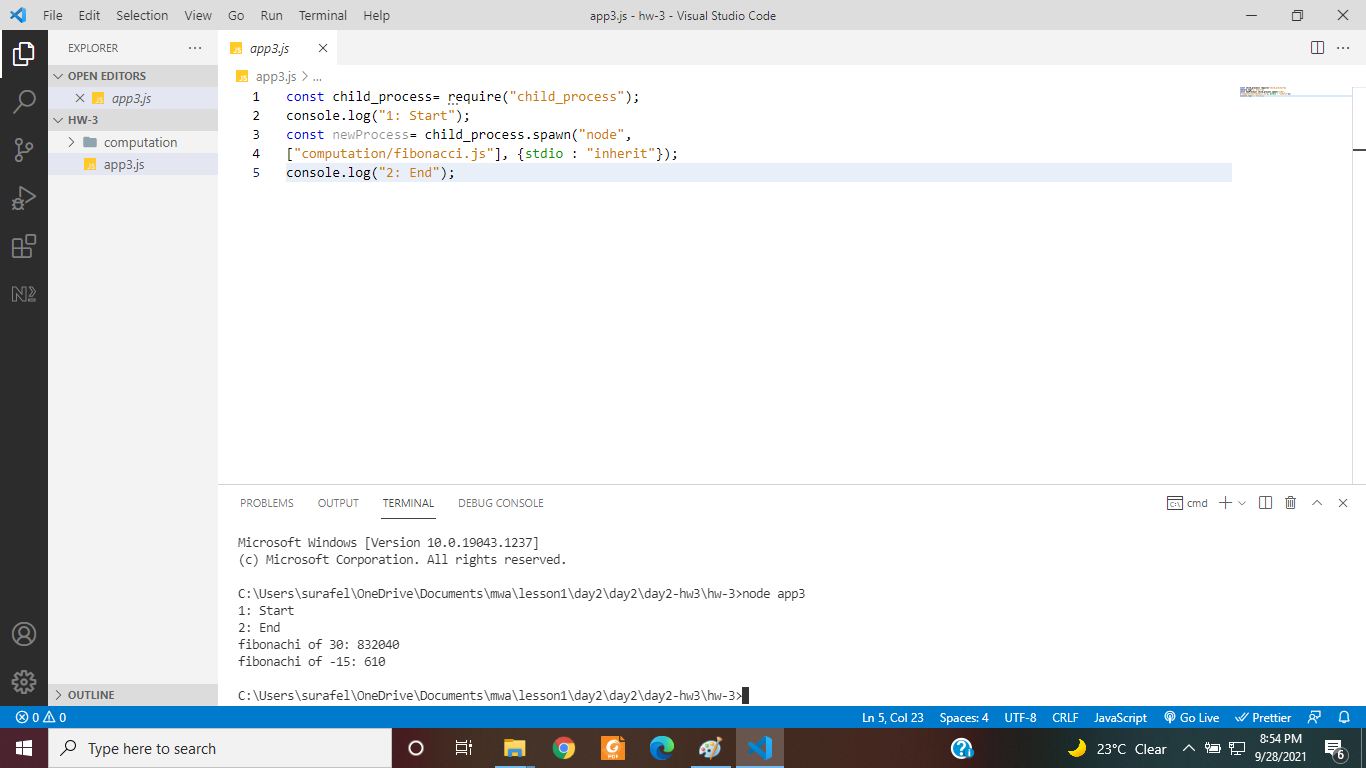 File Edit Selection View Go Run Terminal Help app3.js - hw-3 - Visual Studio Code
EXPLORER
OPEN EDITORS
app3.js
HW-3
computation
app3.js
OUTLINE
app3.js
app3.js > ...
1 const child_process= require("child_process");
2 console.log("1: Start");
3 const newProcess= child_process.spawn("node",
4 ["computation/fibonacci.js"], {stdio : "inherit"});
5 console.log("2: End");
PROBLEMS OUTPUT TERMINAL DEBUG CONSOLE cmd
Microsoft Windows [Version 10.0.19043.1237]
(c) Microsoft Corporation. All rights reserved.
C:\Users\surafel\OneDrive\Documents\mwa\lesson1\day2\day2\day2-hw3\hw-3>node app3
1: Start
2: End
fibonachi of 30: 832040
fibonachi of -15: 610
C:\Users\surafel\OneDrive\Documents\mwa\lesson1\day2\day2\day2-hw3\hw-3>
0 0 Ln 5, Col 23 Spaces: 4 UTF-8 CRLF JavaScript Go Live Prettier
Type here to search 23°C Clear
8:54 PM
9/28/2021
6